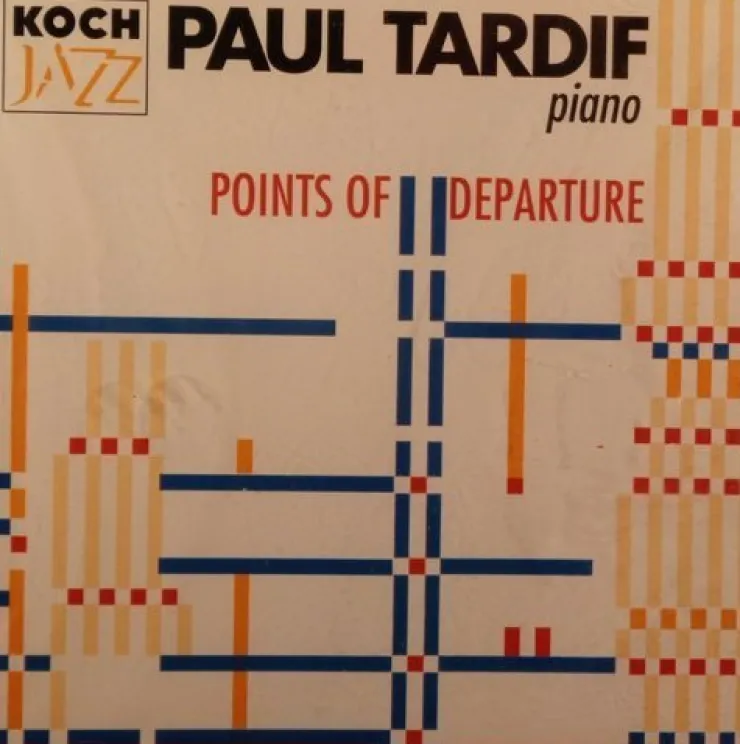 KOCH
JAZZ
PAUL TARDIF
piano
POINTS OF DEPARTURE